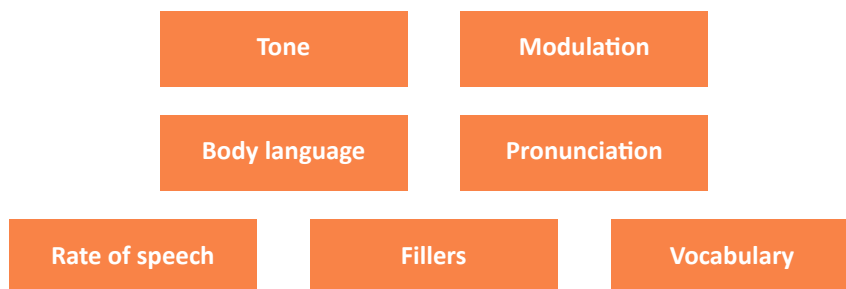 Tone
Modulation
Body language
Pronunciation
Rate of speech
Fillers
Vocabulary